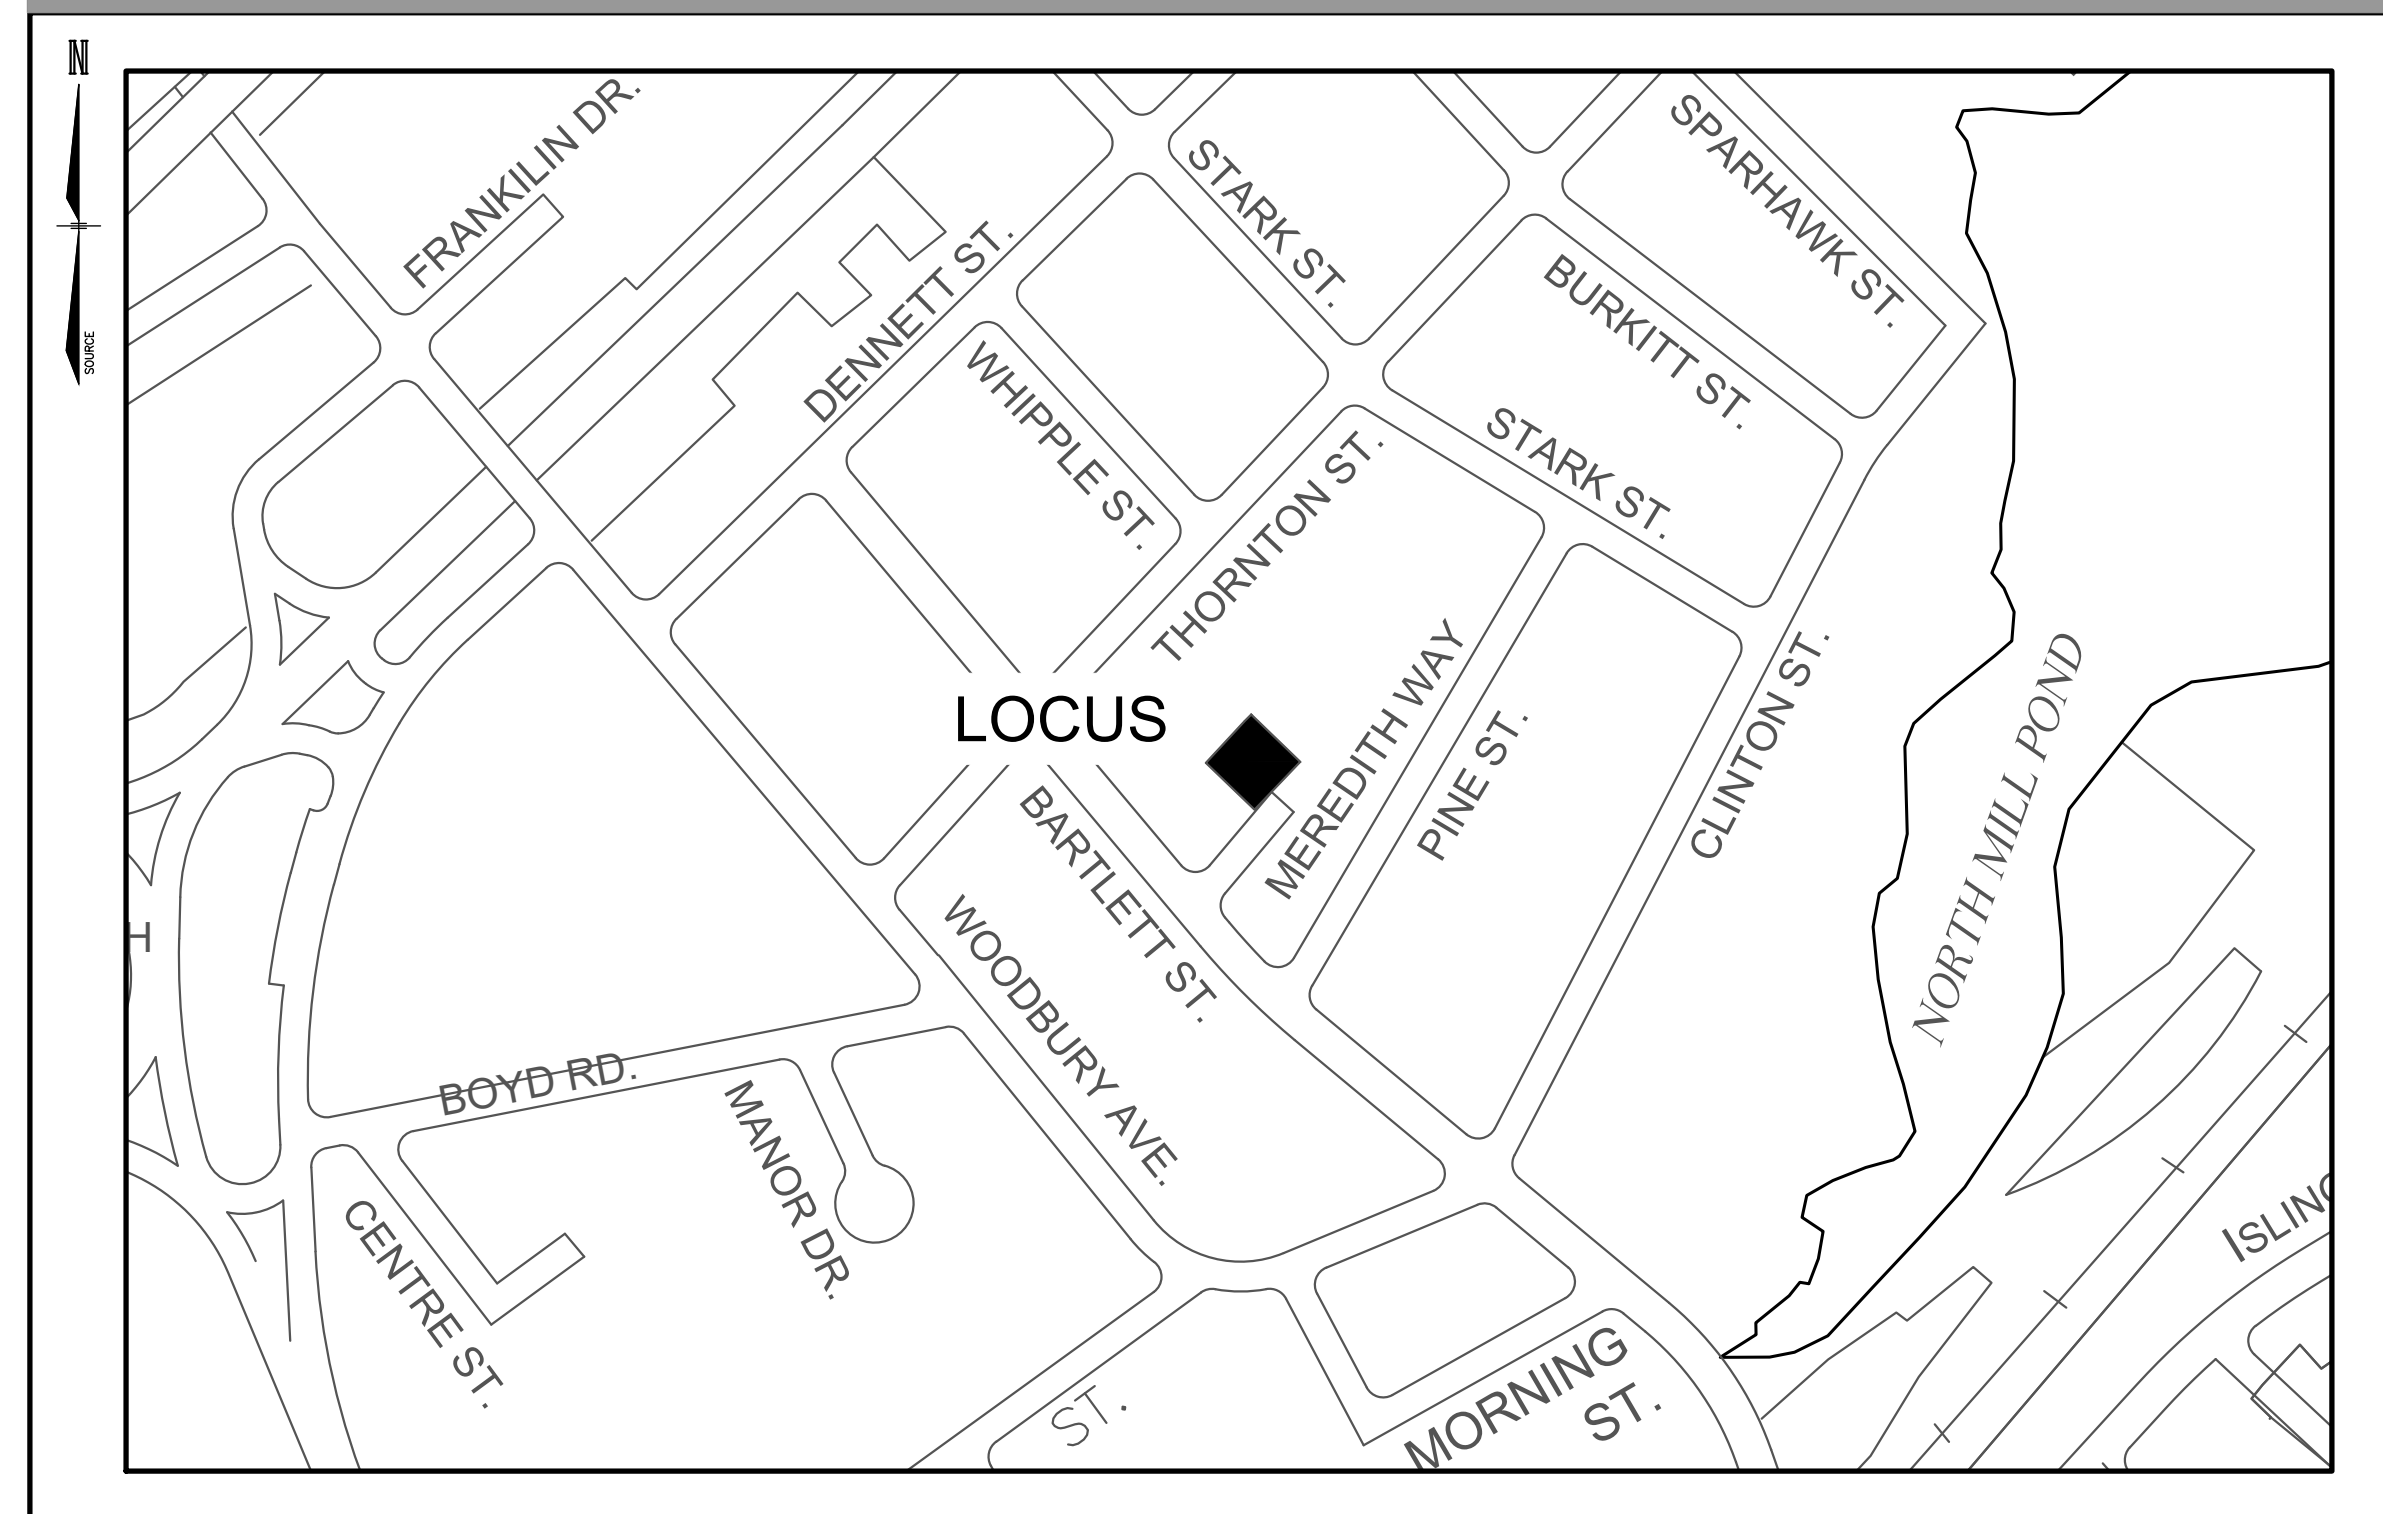 N
SOURCE
FRANKILIN DR.
STARK ST.
SPARHAWK ST.
DENNETT ST.
BURKITT ST.
WHIPPLE ST.
STARK ST.
THORNTON ST.
LOCUS
MEREDITH WAY
PINE ST.
CLINTON ST.
NORTH MILL POND
BARTLETT ST.
H
WOODBURY AVE.
BOYD RD.
MANOR DR.
CENTRE ST.
MORNING
ST.
ST.